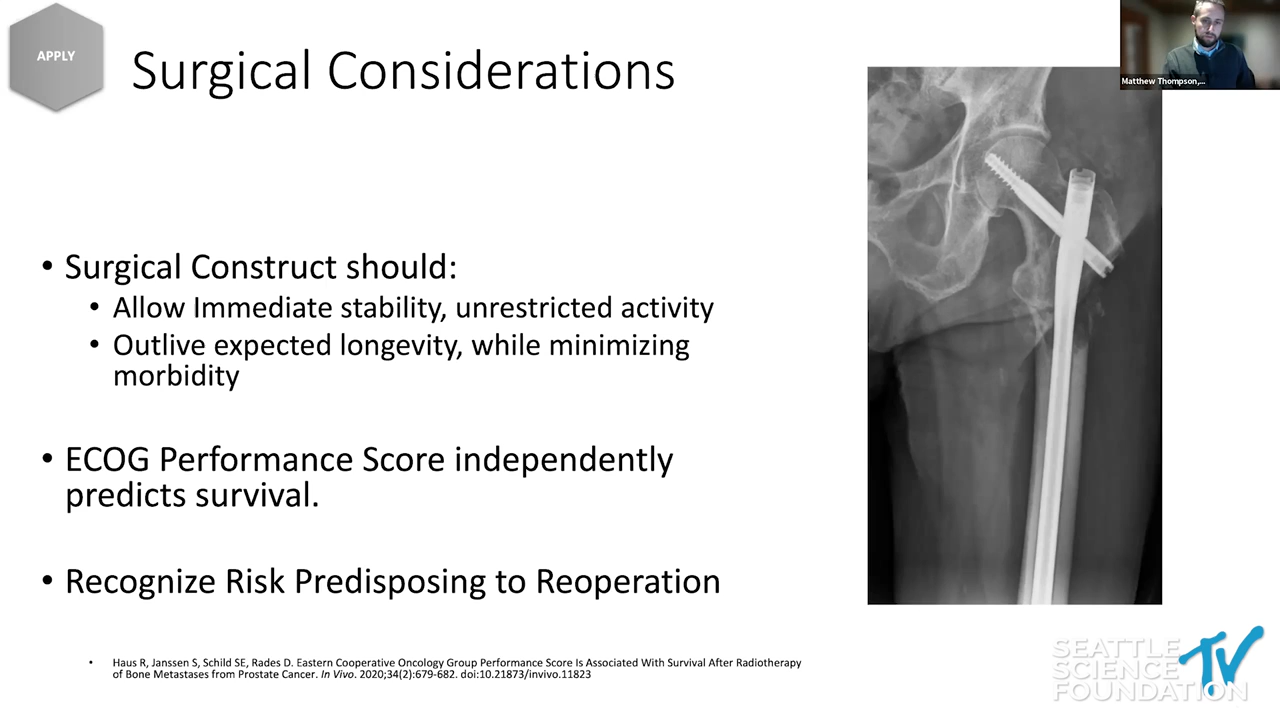 APPLY
Surgical Considerations
Matthew Thompson,...
• Surgical Construct should:
• Allow Immediate stability, unrestricted activity
• Outlive expected longevity, while minimizing
morbidity
• ECOG Performance Score independently
predicts survival.
• Recognize Risk Predisposing to Reoperation
• Haus R, Janssen S, Schild SE, Rades D. Eastern Cooperative Oncology Group Performance Score Is Associated With Survival After Radiotherapy
of Bone Metastases from Prostate Cancer. In Vivo. 2020;34(2):679-682. doi:10.21873/invivo.11823
SEATTLE
SCIENCE
FOUNDATION
TV